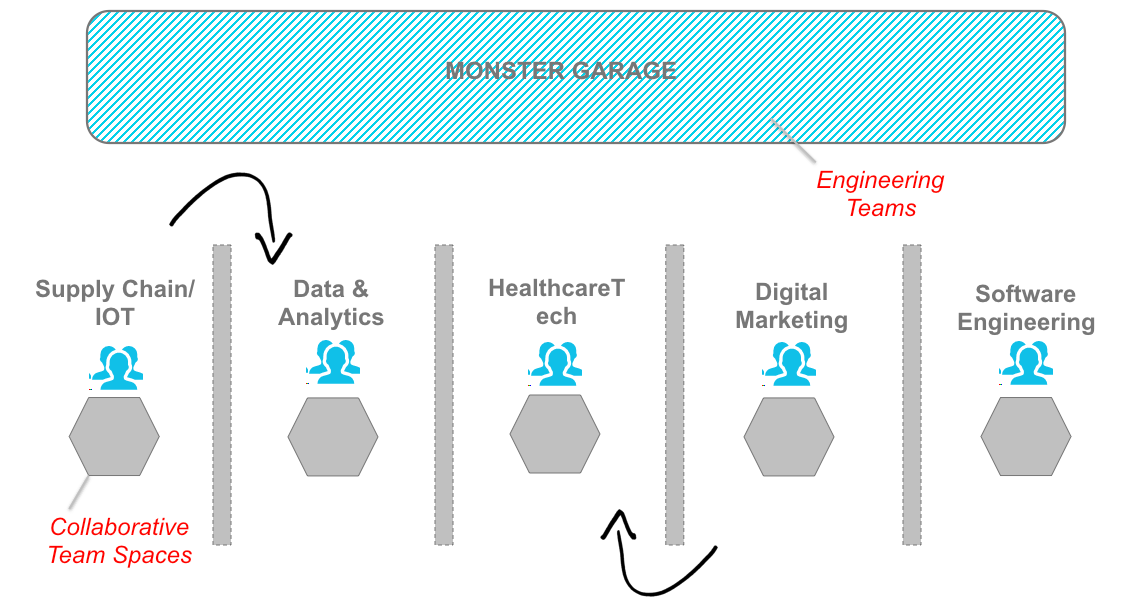 MONSTER GARAGE
Engineering
Teams
Supply Chain/
IOT
Data &
Analytics
HealthcareT
ech
Digital
Marketing
Software
Engineering
Collaborative
Team Spaces